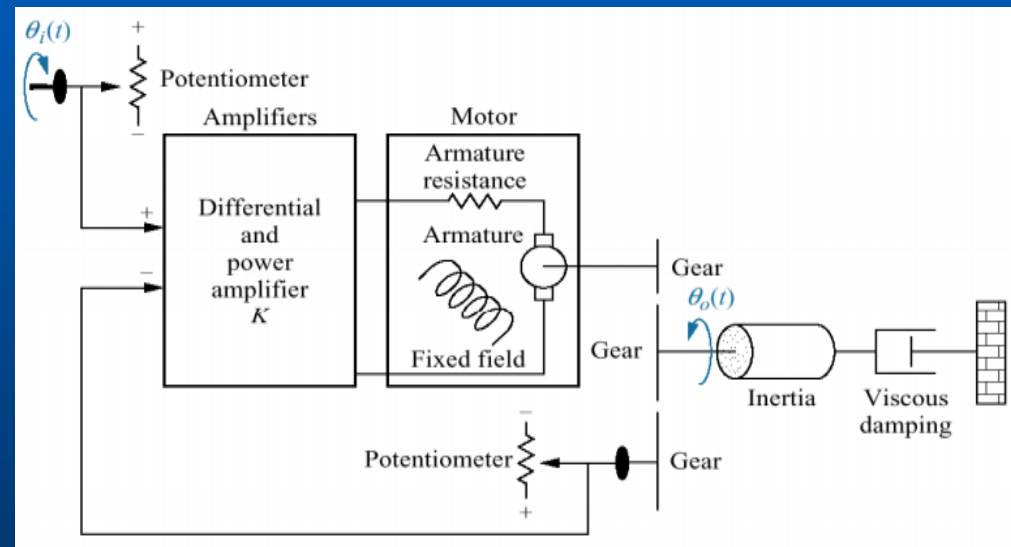 θᵢ(t)
+
Potentiometer
−
Amplifiers
Motor
Armature
resistance
+
Differential
and
power
amplifier
K
−
Armature
Fixed field
Gear
θₒ(t)
Gear
Inertia
Viscous
damping
−
Potentiometer
+
Gear